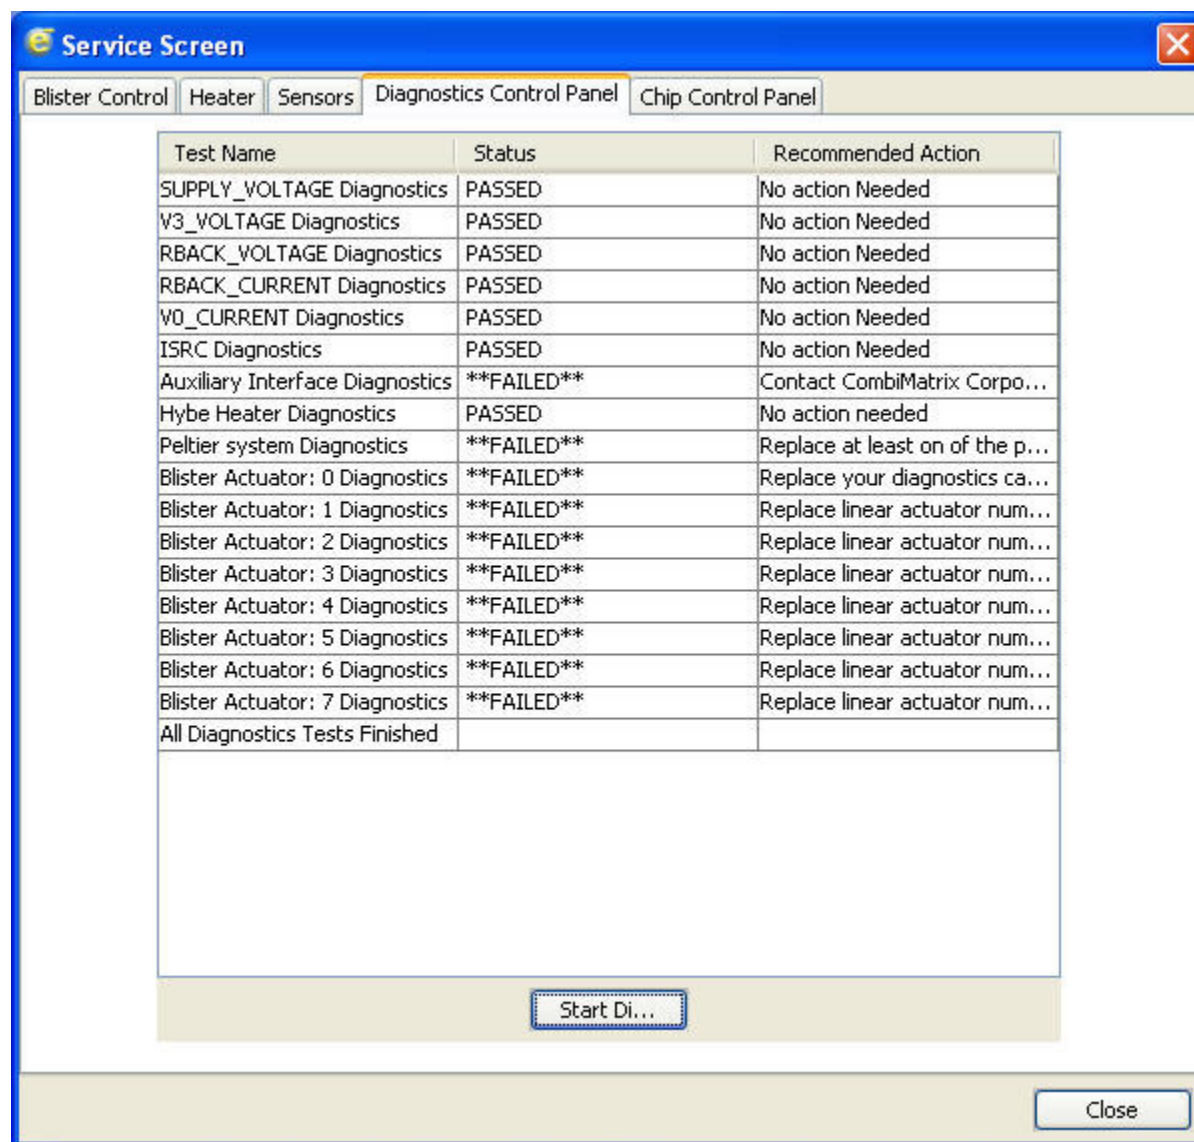 Service Screen
Blister Control Heater Sensors Diagnostics Control Panel Chip Control Panel
Test Name Status Recommended Action
SUPPLY_VOLTAGE Diagnostics PASSED No action Needed
V3_VOLTAGE Diagnostics PASSED No action Needed
RBACK_VOLTAGE Diagnostics PASSED No action Needed
RBACK_CURRENT Diagnostics PASSED No action Needed
V0_CURRENT Diagnostics PASSED No action Needed
ISRC Diagnostics PASSED No action Needed
Auxiliary Interface Diagnostics **FAILED** Contact CombiMatrix Corpo...
Hybe Heater Diagnostics PASSED No action needed
Peltier system Diagnostics **FAILED** Replace at least on of the p...
Blister Actuator: 0 Diagnostics **FAILED** Replace your diagnostics ca...
Blister Actuator: 1 Diagnostics **FAILED** Replace linear actuator num...
Blister Actuator: 2 Diagnostics **FAILED** Replace linear actuator num...
Blister Actuator: 3 Diagnostics **FAILED** Replace linear actuator num...
Blister Actuator: 4 Diagnostics **FAILED** Replace linear actuator num...
Blister Actuator: 5 Diagnostics **FAILED** Replace linear actuator num...
Blister Actuator: 6 Diagnostics **FAILED** Replace linear actuator num...
Blister Actuator: 7 Diagnostics **FAILED** Replace linear actuator num...
All Diagnostics Tests Finished
Start Di...
Close